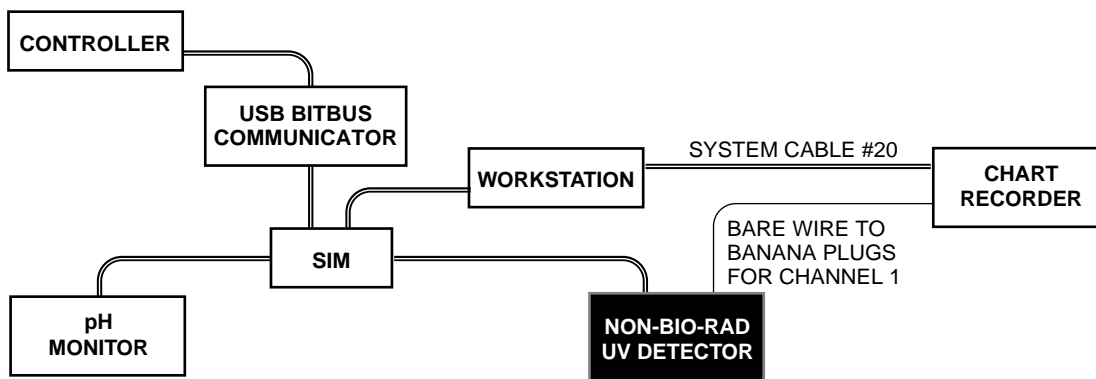 CONTROLLER
USB BITBUS
COMMUNICATOR
SYSTEM CABLE #20
WORKSTATION
CHART
RECORDER
BARE WIRE TO
BANANA PLUGS
FOR CHANNEL 1
SIM
pH
MONITOR
NON-BIO-RAD
UV DETECTOR